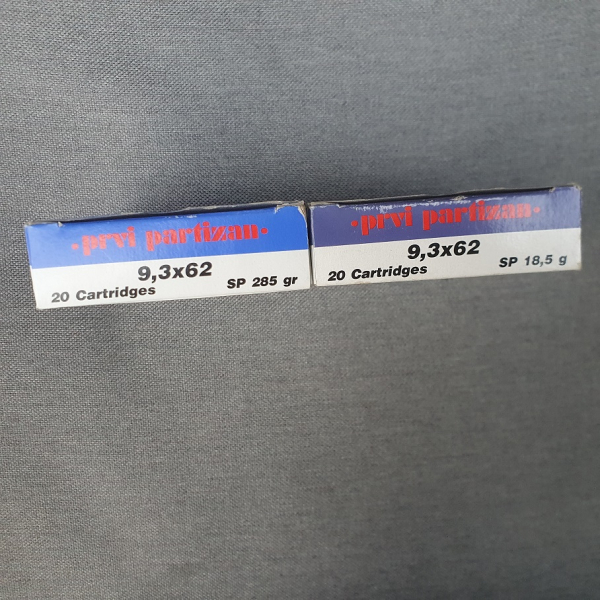 ·prvi partizan·
9,3x62
20 Cartridges SP 285 gr
·prvi partizan·
9,3x62
20 Cartridges SP 18,5 g